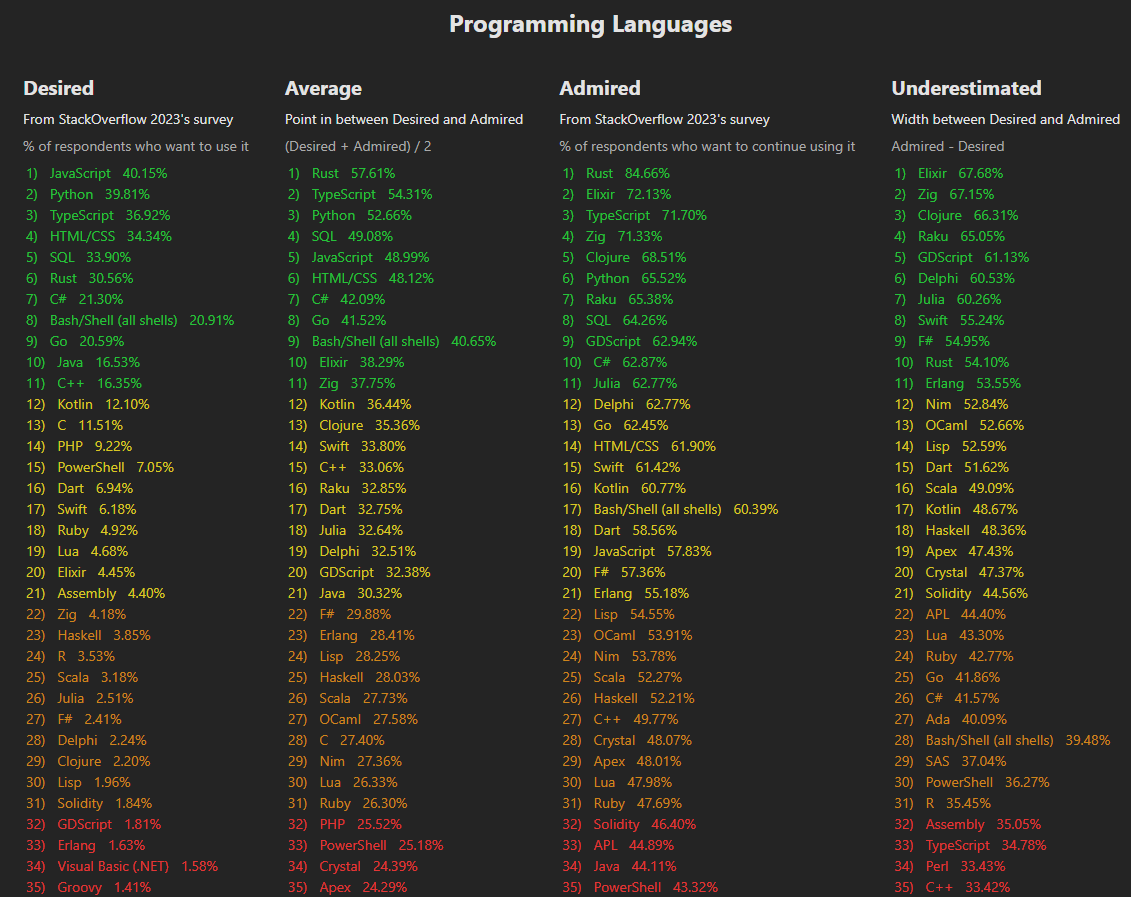 Programming Languages
Desired
From StackOverflow 2023's survey
% of respondents who want to use it
1) JavaScript 40.15%
2) Python 39.81%
3) TypeScript 36.92%
4) HTML/CSS 34.34%
5) SQL 33.90%
6) Rust 30.56%
7) C# 21.30%
8) Bash/Shell (all shells) 20.91%
9) Go 20.59%
10) Java 16.53%
11) C++ 16.35%
12) Kotlin 12.10%
13) C 11.51%
14) PHP 9.22%
15) PowerShell 7.05%
16) Dart 6.94%
17) Swift 6.18%
18) Ruby 4.92%
19) Lua 4.68%
20) Elixir 4.45%
21) Assembly 4.40%
22) Zig 4.18%
23) Haskell 3.85%
24) R 3.53%
25) Scala 3.18%
26) Julia 2.51%
27) F# 2.41%
28) Delphi 2.24%
29) Clojure 2.20%
30) Lisp 1.96%
31) Solidity 1.84%
32) GDScript 1.81%
33) Erlang 1.63%
34) Visual Basic (.NET) 1.58%
35) Groovy 1.41%
Average
Point in between Desired and Admired
(Desired + Admired) / 2
1) Rust 57.61%
2) TypeScript 54.31%
3) Python 52.66%
4) SQL 49.08%
5) JavaScript 48.99%
6) HTML/CSS 48.12%
7) C# 42.09%
8) Go 41.52%
9) Bash/Shell (all shells) 40.65%
10) Elixir 38.29%
11) Zig 37.75%
12) Kotlin 36.44%
13) Clojure 35.36%
14) Swift 33.80%
15) C++ 33.06%
16) Raku 32.85%
17) Dart 32.75%
18) Julia 32.64%
19) Delphi 32.51%
20) GDScript 32.38%
21) Java 30.32%
22) F# 29.88%
23) Erlang 28.41%
24) Lisp 28.25%
25) Haskell 28.03%
26) Scala 27.73%
27) OCaml 27.58%
28) C 27.40%
29) Nim 27.36%
30) Lua 26.33%
31) Ruby 26.30%
32) PHP 25.52%
33) PowerShell 25.18%
34) Crystal 24.39%
35) Apex 24.29%
Admired
From StackOverflow 2023's survey
% of respondents who want to continue using it
1) Rust 84.66%
2) Elixir 72.13%
3) TypeScript 71.70%
4) Zig 71.33%
5) Clojure 68.51%
6) Python 65.52%
7) Raku 65.38%
8) SQL 64.26%
9) GDScript 62.94%
10) C# 62.87%
11) Julia 62.77%
12) Delphi 62.77%
13) Go 62.45%
14) HTML/CSS 61.90%
15) Swift 61.42%
16) Kotlin 60.77%
17) Bash/Shell (all shells) 60.39%
18) Dart 58.56%
19) JavaScript 57.83%
20) F# 57.36%
21) Erlang 55.18%
22) Lisp 54.55%
23) OCaml 53.91%
24) Nim 53.78%
25) Scala 52.27%
26) Haskell 52.21%
27) C++ 49.77%
28) Crystal 48.07%
29) Apex 48.01%
30) Lua 47.98%
31) Ruby 47.69%
32) Solidity 46.40%
33) APL 44.89%
34) Java 44.11%
35) PowerShell 43.32%
Underestimated
Width between Desired and Admired
Admired - Desired
1) Elixir 67.68%
2) Zig 67.15%
3) Clojure 66.31%
4) Raku 65.05%
5) GDScript 61.13%
6) Delphi 60.53%
7) Julia 60.26%
8) Swift 55.24%
9) F# 54.95%
10) Rust 54.10%
11) Erlang 53.55%
12) Nim 52.84%
13) OCaml 52.66%
14) Lisp 52.59%
15) Dart 51.62%
16) Scala 49.09%
17) Kotlin 48.67%
18) Haskell 48.36%
19) Apex 47.43%
20) Crystal 47.37%
21) Solidity 44.56%
22) APL 44.40%
23) Lua 43.30%
24) Ruby 42.77%
25) Go 41.86%
26) C# 41.57%
27) Ada 40.09%
28) Bash/Shell (all shells) 39.48%
29) SAS 37.04%
30) PowerShell 36.27%
31) R 35.45%
32) Assembly 35.05%
33) TypeScript 34.78%
34) Perl 33.43%
35) C++ 33.42%